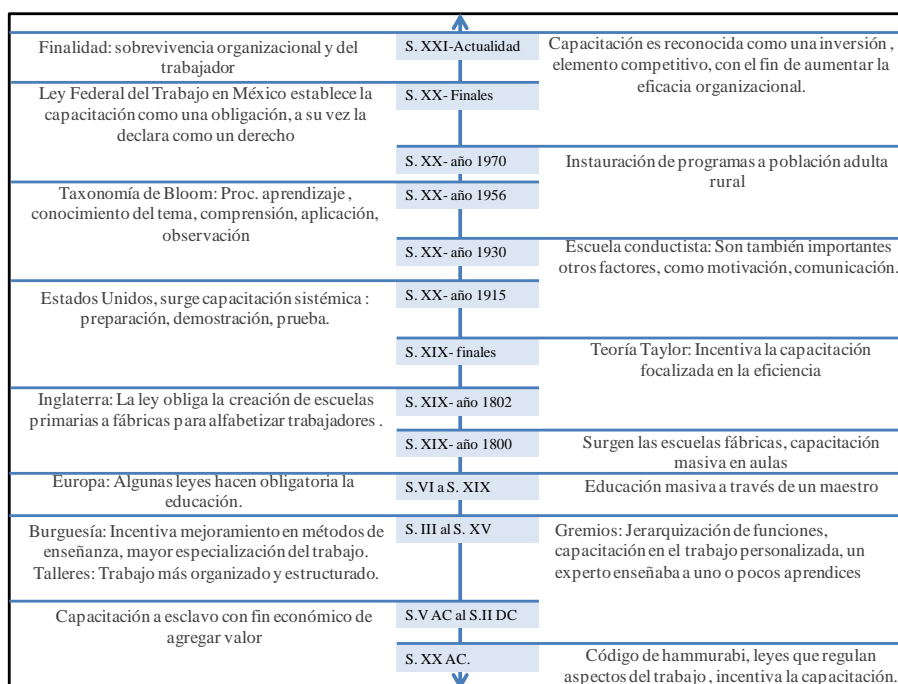 Finalidad: sobrevivencia organizacional y del
trabajador
S. XXI-Actualidad
Capacitación es reconocida como una inversión ,
elemento competitivo, con el fin de aumentar la
eficacia organizacional.
Ley Federal del Trabajo en México establece la
capacitación como una obligación, a su vez la
declara como un derecho
S. XX- Finales
S. XX- año 1970
Instauración de programas a población adulta
rural
Taxonomía de Bloom: Proc. aprendizaje ,
conocimiento del tema, comprensión, aplicación,
observación
S. XX- año 1956
S. XX- año 1930
Escuela conductista: Son también importantes
otros factores, como motivación, comunicación.
Estados Unidos, surge capacitación sistémica :
preparación, demostración, prueba.
S. XX- año 1915
S. XIX- finales
Teoría Taylor: Incentiva la capacitación
focalizada en la eficiencia
Inglaterra: La ley obliga la creación de escuelas
primarias a fábricas para alfabetizar trabajadores .
S. XIX- año 1802
S. XIX- año 1800
Surgen las escuelas fábricas, capacitación
masiva en aulas
Europa: Algunas leyes hacen obligatoria la
educación.
S.VI a S. XIX
Educación masiva a través de un maestro
Burguesía: Incentiva mejoramiento en métodos de
enseñanza, mayor especialización del trabajo.
Talleres: Trabajo más organizado y estructurado.
S. III al S. XV
Gremios: Jerarquización de funciones,
capacitación en el trabajo personalizada, un
experto enseñaba a uno o pocos aprendices
Capacitación a esclavo con fin económico de
agregar valor
S.V AC al S.II DC
S. XX AC.
Código de hammurabi, leyes que regulan
aspectos del trabajo , incentiva la capacitación.